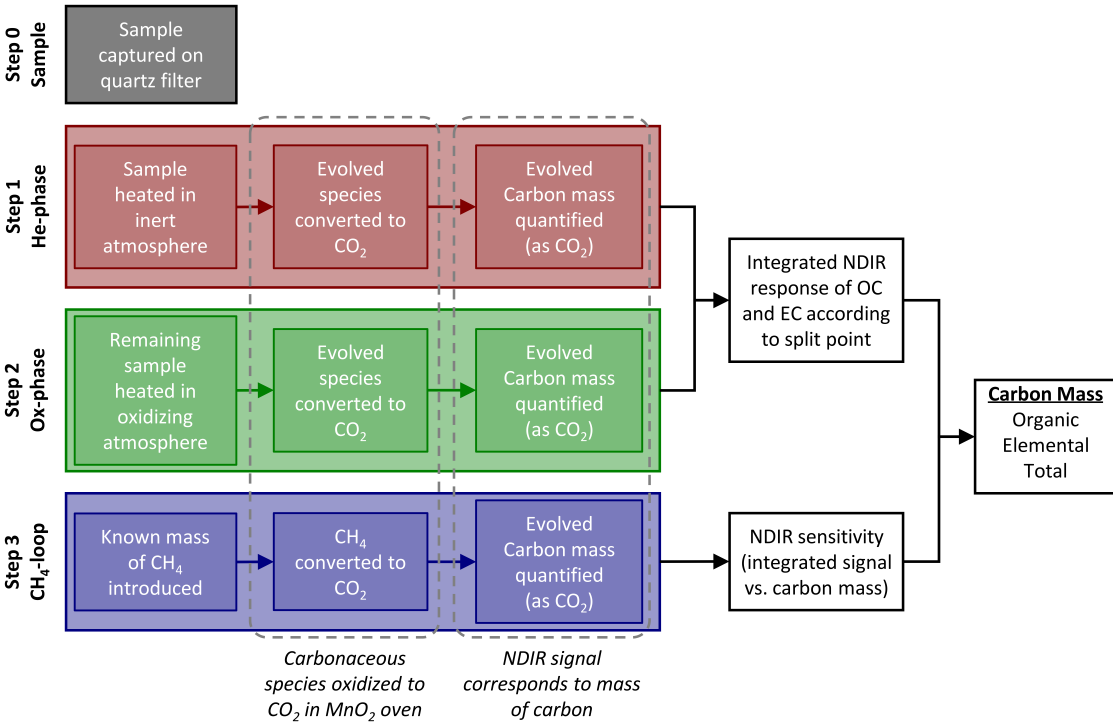 Step 0
Sample
Sample
captured on
quartz filter
Step 1
He-phase
Sample
heated in
inert
atmosphere
Evolved
species
converted to
CO₂
Evolved
Carbon mass
quantified
(as CO₂)
Step 2
Ox-phase
Remaining
sample
heated in
oxidizing
atmosphere
Evolved
species
converted to
CO₂
Evolved
Carbon mass
quantified
(as CO₂)
Step 3
CH₄-loop
Known mass
of CH₄
introduced
CH₄
converted to
CO₂
Evolved
Carbon mass
quantified
(as CO₂)
Integrated NDIR
response of OC
and EC according
to split point
NDIR sensitivity
(integrated signal
vs. carbon mass)
Carbon Mass
Organic
Elemental
Total
Carbonaceous
species oxidized to
CO₂ in MnO₂ oven
NDIR signal
corresponds to mass
of carbon